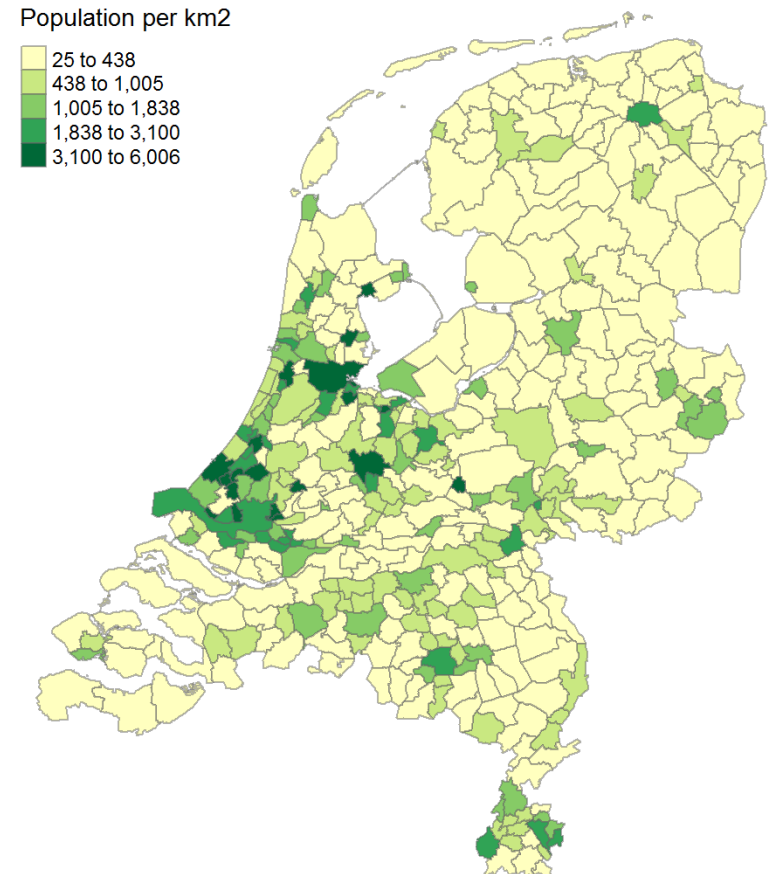 Population per km2
25 to 438
438 to 1,005
1,005 to 1,838
1,838 to 3,100
3,100 to 6,006